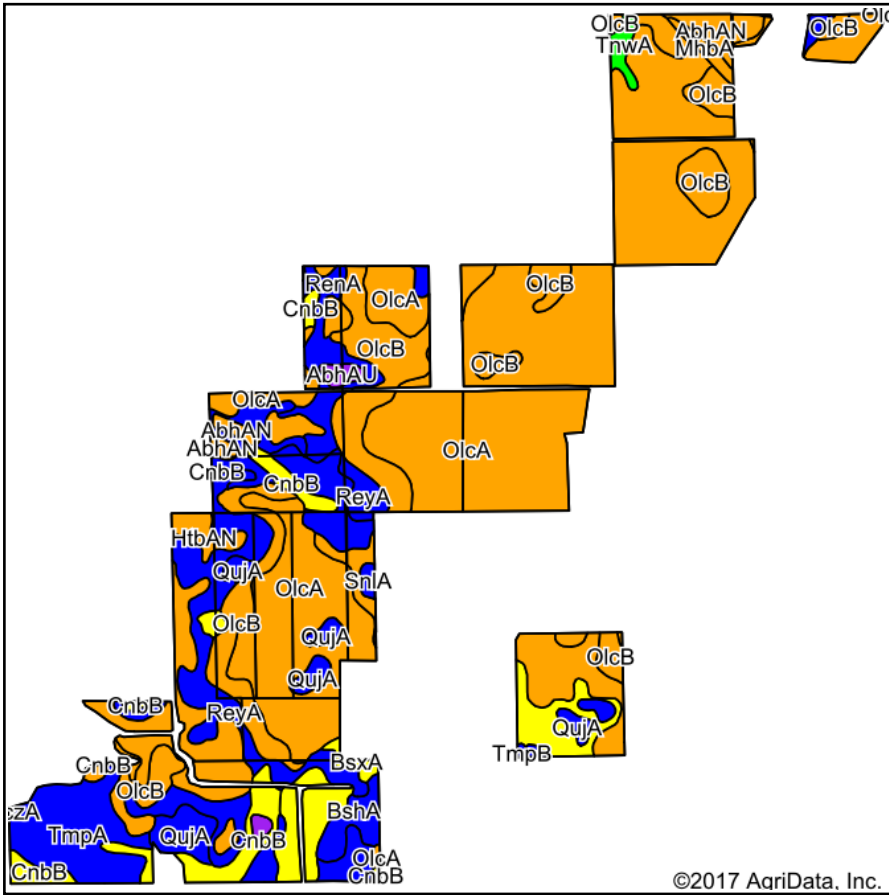 OlcB
TnwA
AbhAN
MhbA
OlcB
Olc
OlcB
OlcB
RenA
CnbB
OlcA
OlcB
AbhAU
OlcB
OlcB
OlcA
AbhAN
AbhAN
CnbB
CnbB
ReyA
OlcA
HtbAN
QujA
OlcA
SnlA
OlcB
QujA
QujA
OlcB
QujA
TmpB
CnbB
ReyA
BsxA
CnbB
OlcB
czA
TmpA
QujA
CnbB
BshA
OlcA
CnbB
CnbB
©2017 AgriData, Inc.